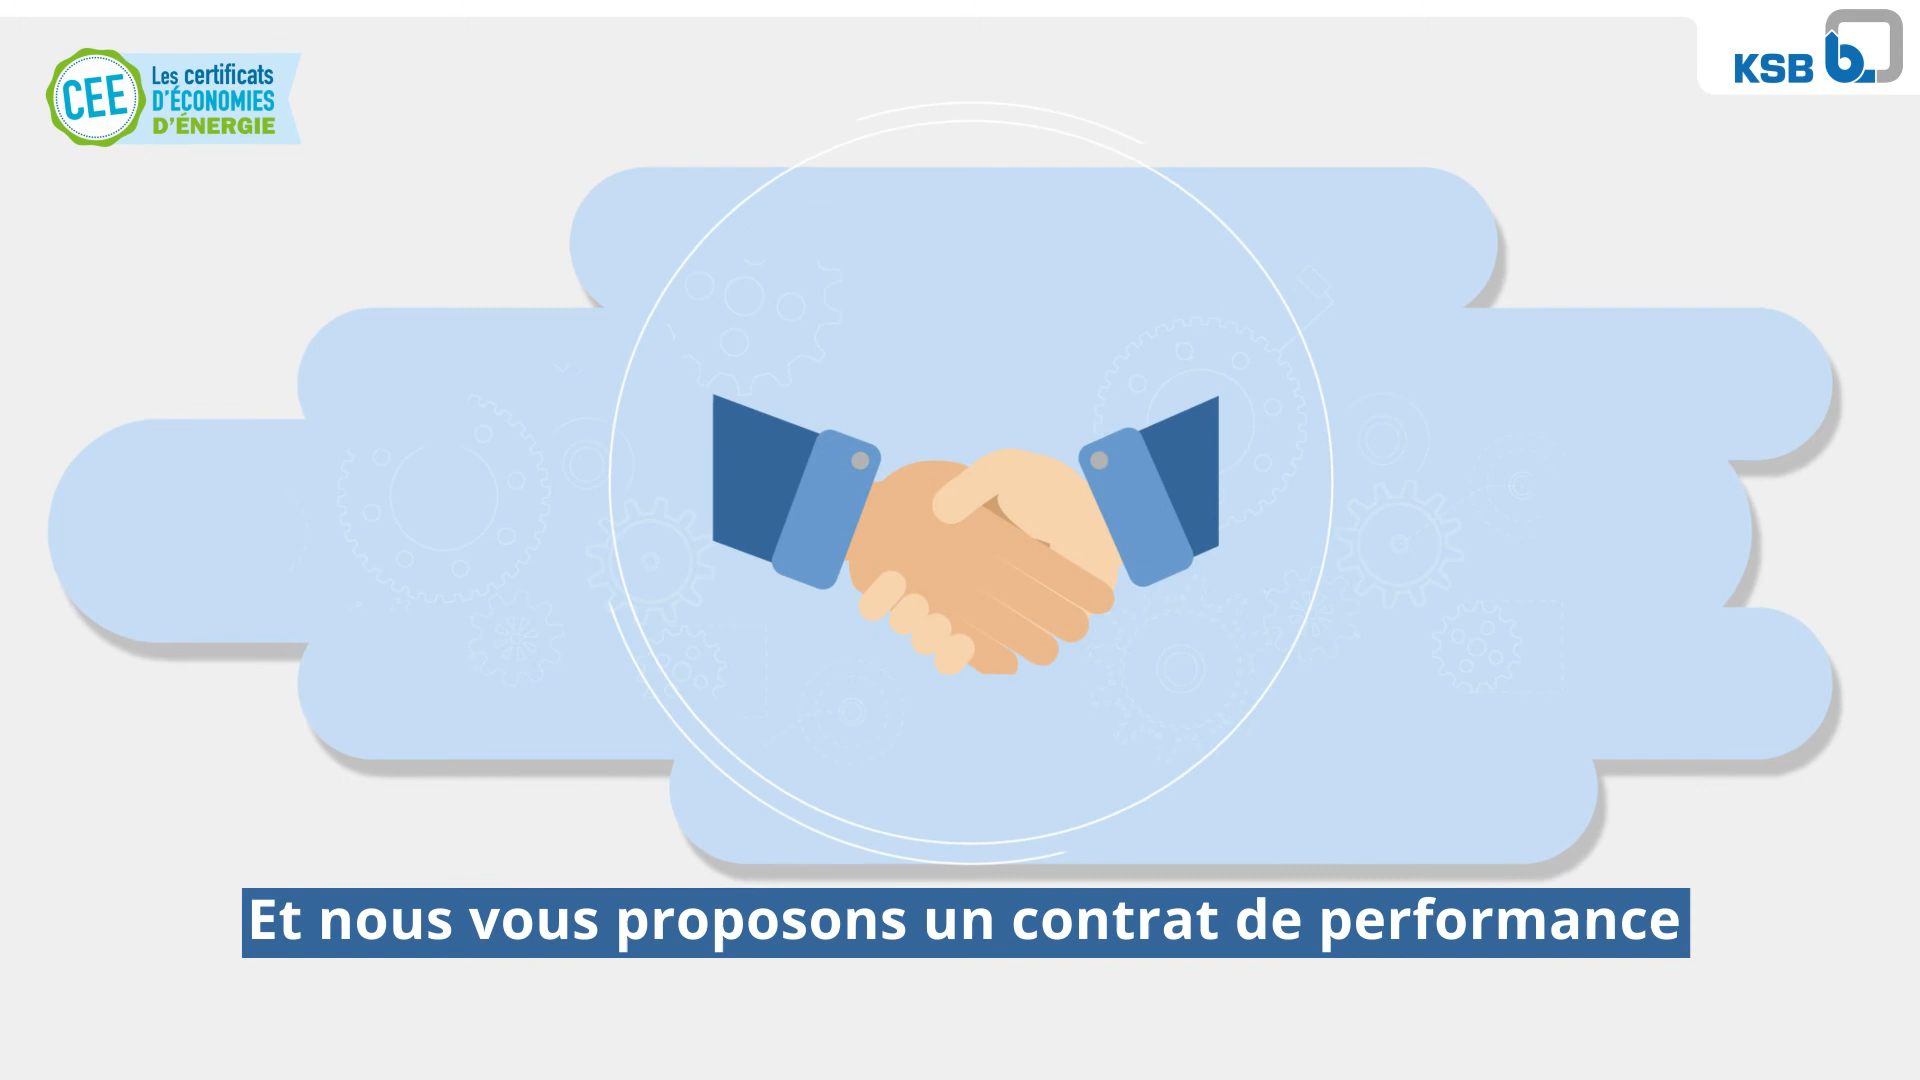 CEE
Les certificats
D'ÉCONOMIES
D'ÉNERGIE
KSB
Et nous vous proposons un contrat de performance